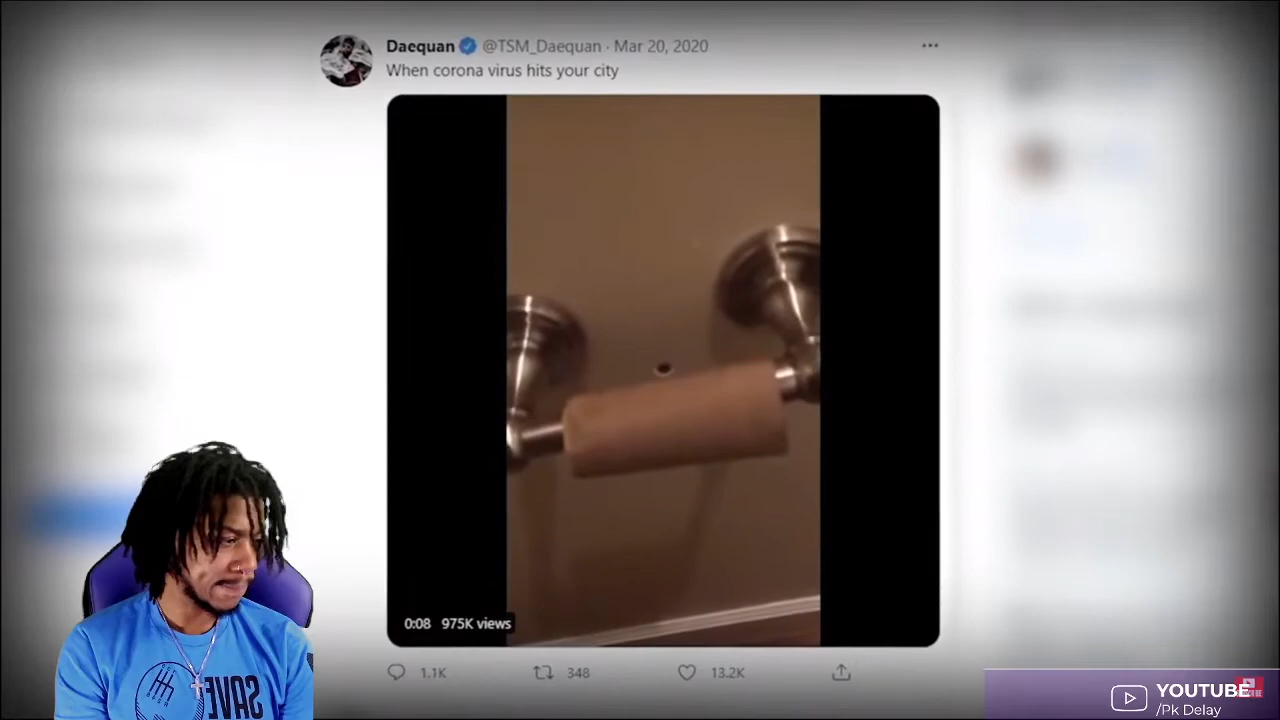 Daequan @TSM_Daequan · Mar 20, 2020
When corona virus hits your city
0:08 975K views
1.1K 348 13.2K
SAVE
YOUTUBE
/Pk Delay